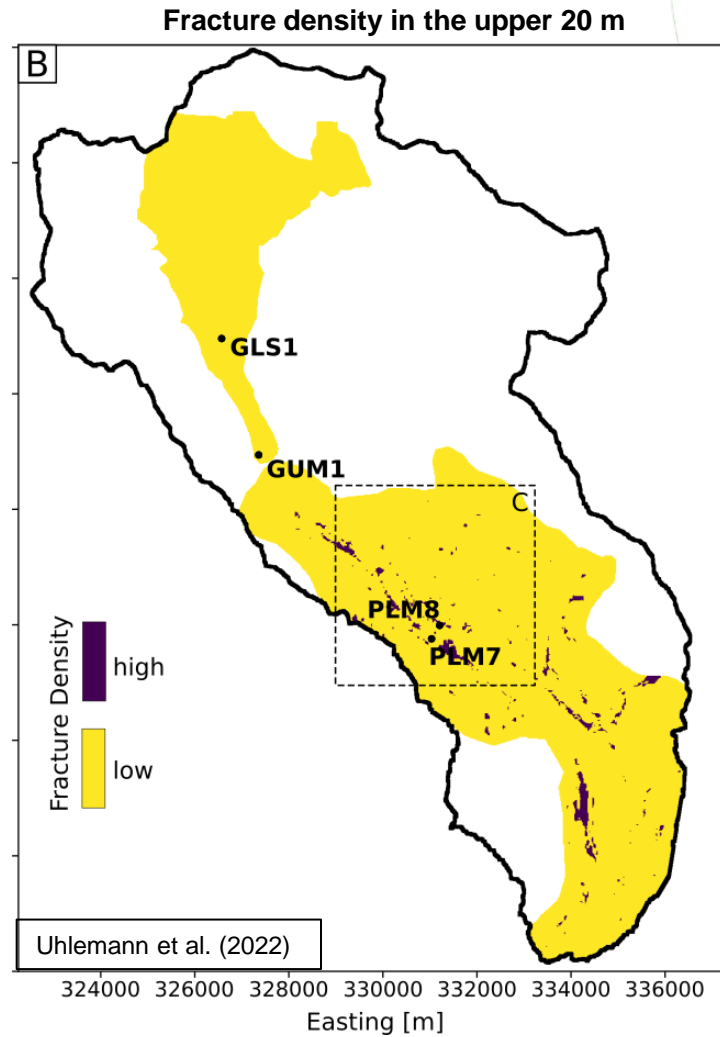 Fracture density in the upper 20 m
B
GLS1
GUM1
C
PLM8
PLM7
Fracture Density
high
low
Uhlemann et al. (2022)
324000 326000 328000 330000 332000 334000 336000
Easting [m]